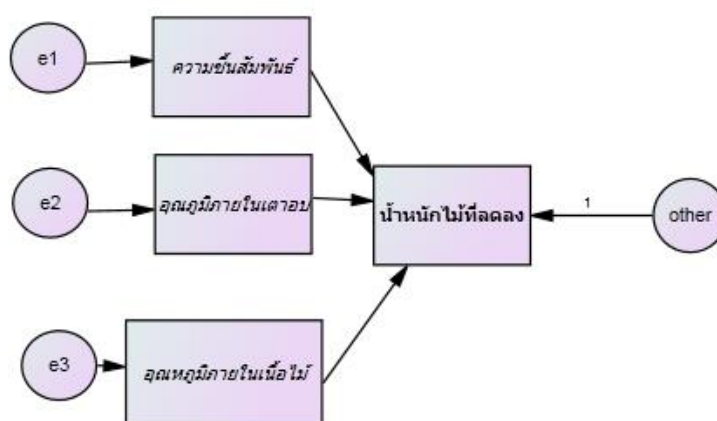 e1
ความชื้นสัมพันธ์
e2
อุณภูมิภายในเตาอบ
น้ำหนักไม้ที่ลดลง
1
other
e3
อุณหภูมิภายในเนื้อไม้